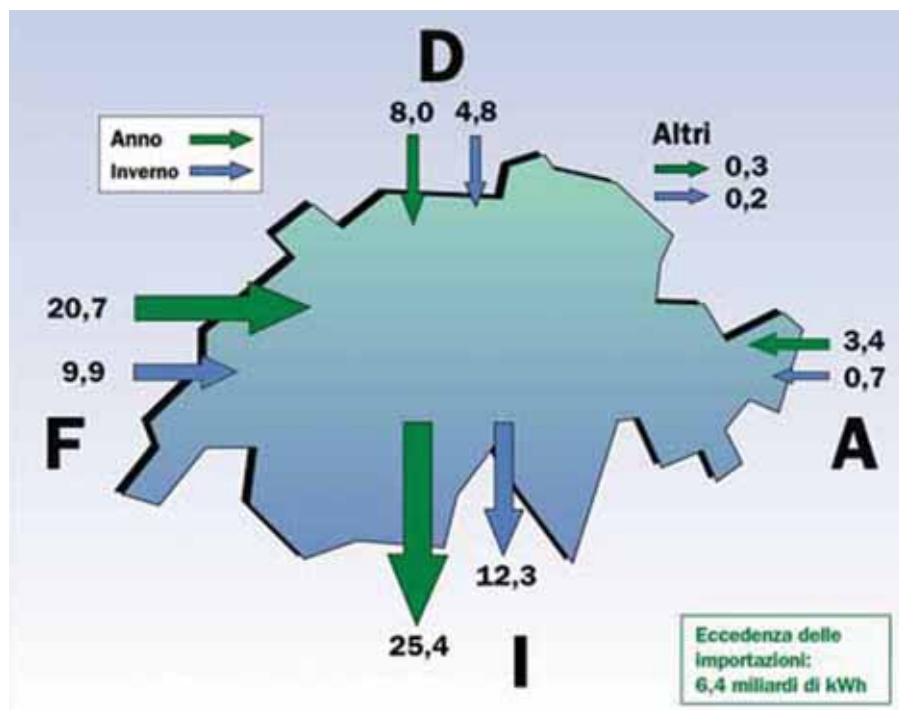 D
8,0 4,8
Anno
Inverno
Altri
0,3
0,2
20,7
9,9
F
3,4
0,7
A
12,3
25,4
I
Eccedenza delle
importazioni:
6,4 miliardi di kWh